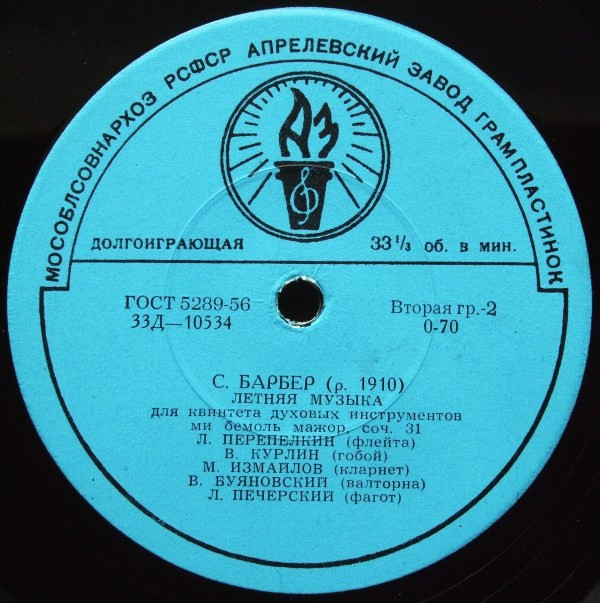 МОСОБЛСОВНАРХОЗ РСФСР АПРЕЛЕВСКИЙ ЗАВОД ГРАМПЛАСТИНОК
АЗ
ДОЛГОИГРАЮЩАЯ 33 1/3 об. в мин.
ГОСТ 5289-56 Вторая гр.-2
33Д—10534 0-70
С. БАРБЕР (р. 1910)
ЛЕТНЯЯ МУЗЫКА
для квинтета духовых инструментов
ми бемоль мажор, соч. 31
Л. ПЕРЕПЕЛКИН (флейта)
В. КУРЛИН (гобой)
М. ИЗМАЙЛОВ (кларнет)
В. БУЯНОВСКИЙ (валторна)
Л. ПЕЧЕРСКИЙ (фагот)